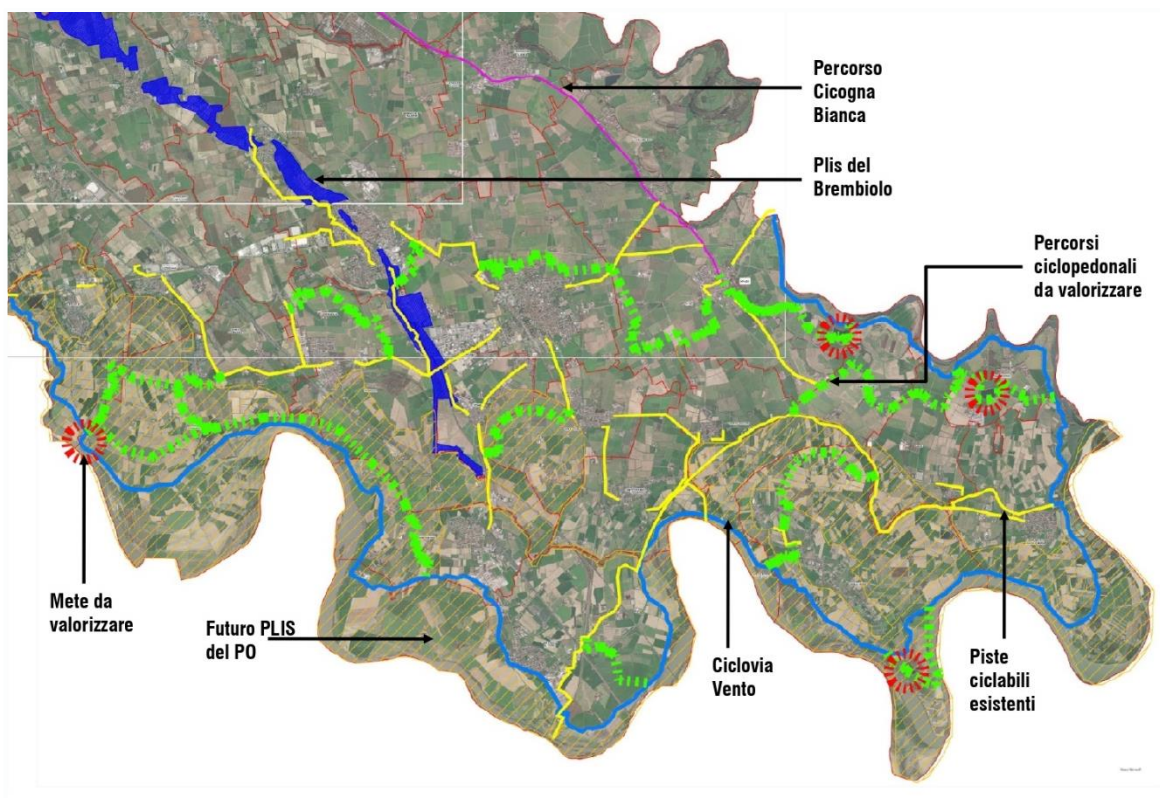 Percorso
Cicogna
Bianca
Plis del
Brembiolo
Percorsi
ciclopedonali
da valorizzare
Mete da
valorizzare
Futuro PLIS
del PO
Ciclovia
Vento
Piste
ciclabili
esistenti